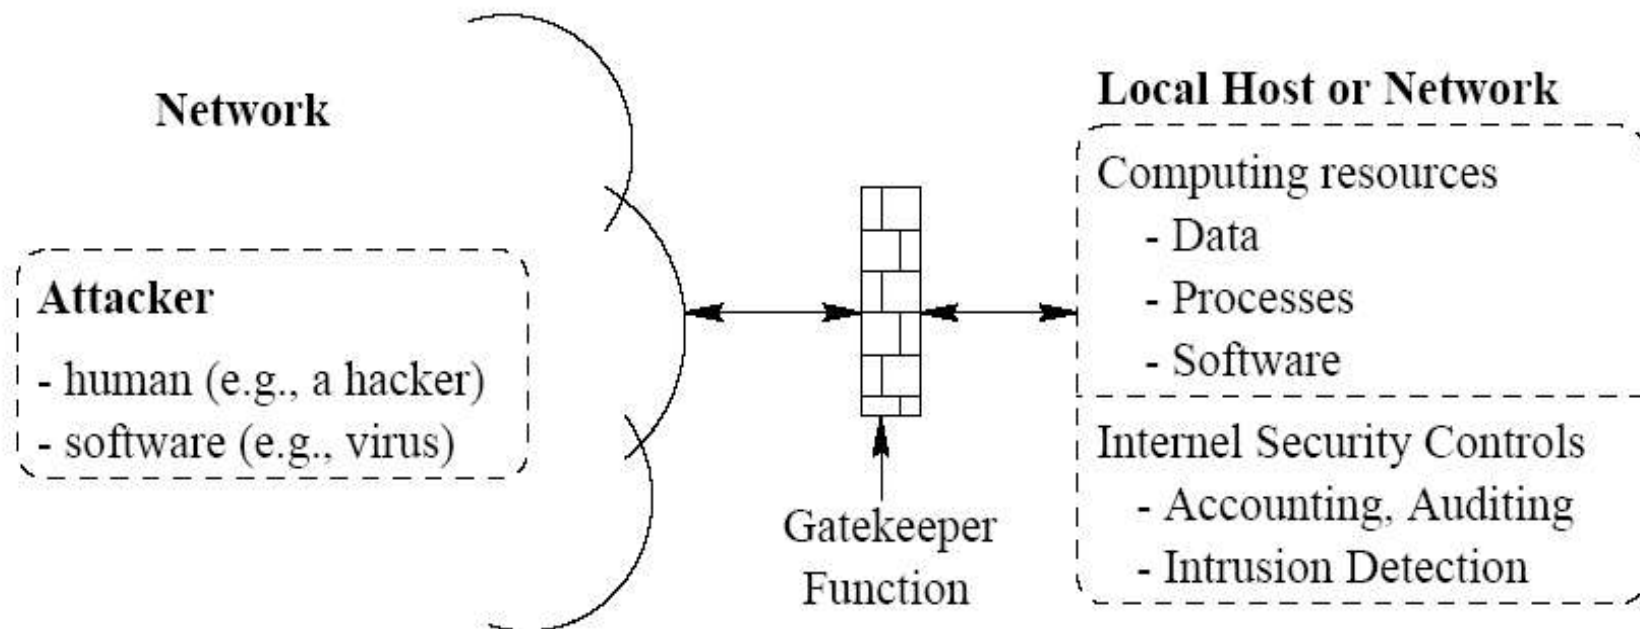 Network
Attacker
- human (e.g., a hacker)
- software (e.g., virus)
Gatekeeper
Function
Local Host or Network
Computing resources
- Data
- Processes
- Software
Internel Security Controls
- Accounting, Auditing
- Intrusion Detection